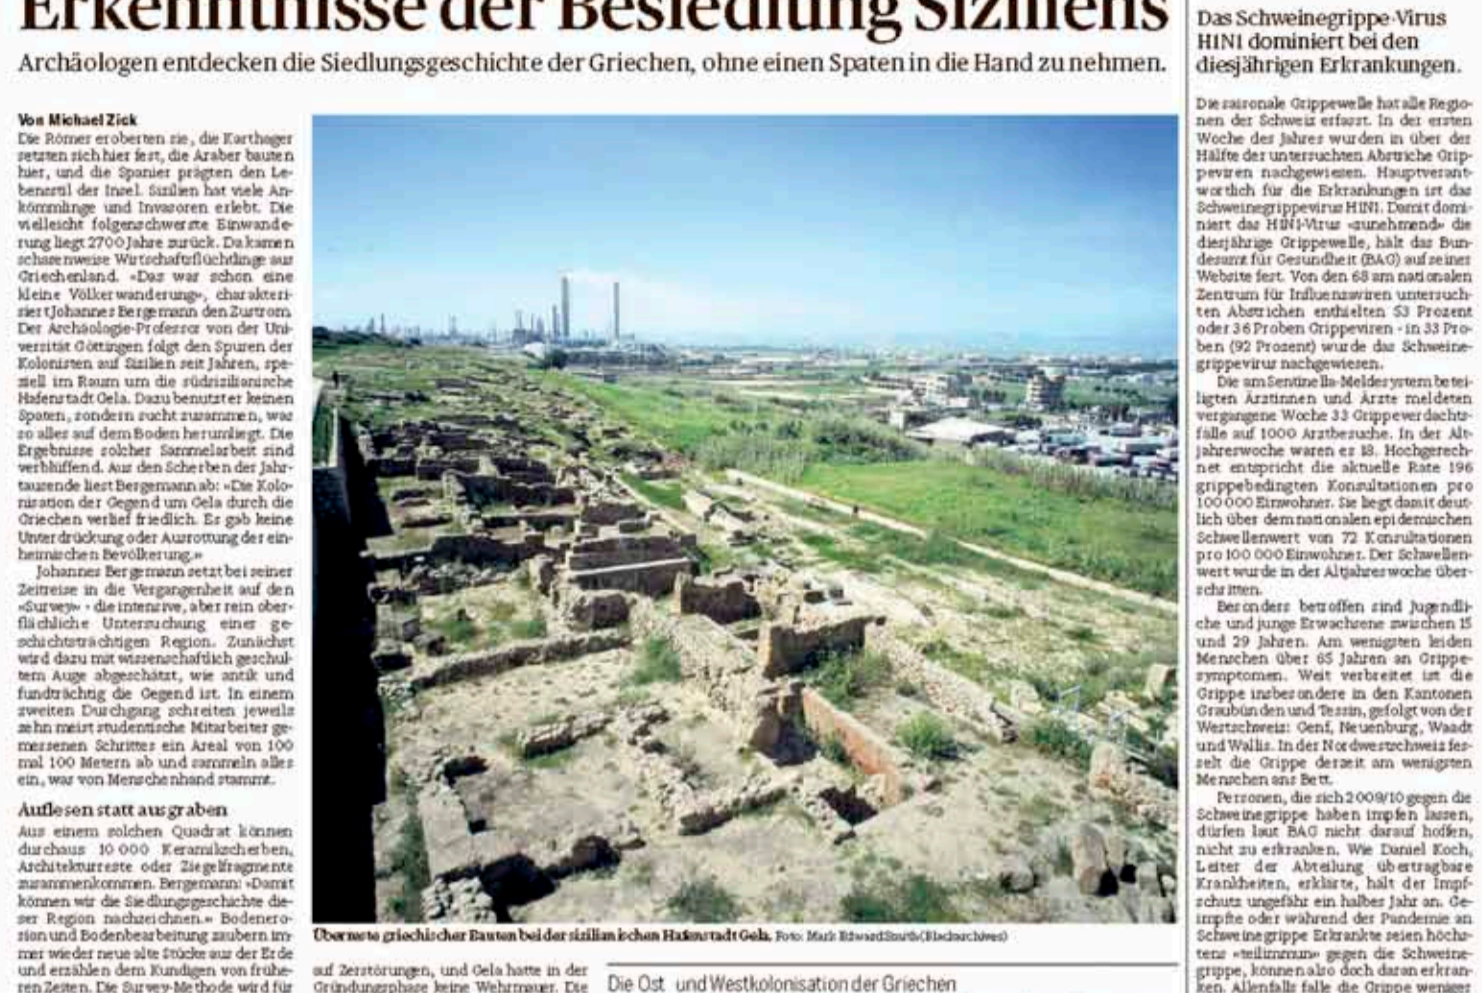 Erkenntnisse der Besiedlung Siziliens
Archäologen entdecken die Siedlungsgeschichte der Griechen, ohne einen Spaten in die Hand zu nehmen.
Von Michael Zick
Die Römer eroberten sie, die Karthager
setzten sich hier fest, die Araber bauten
hier, und die Spanier prägten den Le-
bensstil der Insel. Sizilien hat viele An-
kömmlinge und Invasoren erlebt. Die
vielleicht folgenschwerste Einwande-
rung liegt 2700 Jahre zurück. Da kamen
scharenweise Wirtschaftsflüchtlinge aus
Griechenland. «Das war schon eine
kleine Völkerwanderung», charakteri-
siert Johannes Bergemann den Zustrom.
Der Archäologie-Professor von der Uni-
versität Göttingen folgt den Spuren der
Kolonisten auf Sizilien seit Jahren, spe-
ziell im Raum um die südsizilianische
Hafenstadt Gela. Dazu benutzt er keinen
Spaten, sondern sucht zusammen, was
so alles auf dem Boden herumliegt. Die
Ergebnisse solcher Sammelarbeit sind
verblüffend. Aus den Scherben der Jahr-
tausende liest Bergemann ab: «Die Kolo-
nisation der Gegend um Gela durch die
Griechen verlief friedlich. Es gab keine
Unterdrückung oder Ausrottung der ein-
heimischen Bevölkerung.»
Johannes Bergemann setzt bei seiner
Zeitreise in die Vergangenheit auf den
«Survey» - die intensive, aber rein ober-
flächliche Untersuchung einer ge-
schichtsträchtigen Region. Zunächst
wird dazu mit wissenschaftlich geschul-
tem Auge abgeschätzt, wie antik und
fundträchtig die Gegend ist. In einem
zweiten Durchgang schreiten jeweils
zehn meist studentische Mitarbeiter ge-
messenen Schrittes ein Areal von 100
mal 100 Metern ab und sammeln alles
ein, was von Menschenhand stammt.
Auflesen statt ausgraben
Aus einem solchen Quadrat können
durchaus 10 000 Keramikscherben,
Architekturreste oder Ziegelfragmente
zusammenkommen. Bergemann: «Damit
können wir die Siedlungsgeschichte die-
ser Region nachzeichnen.» Bodenero-
sion und Bodenbearbeitung zaubern im-
mer wieder neue alte Stücke aus der Erde
und erzählen dem Kundigen von frühe-
ren Zeiten. Die Survey-Methode wird für
Überreste griechischer Bauten bei der sizilianischen Hafenstadt Gela. Foto: Mark Edward Smith (Blackarchives)
auf Zerstörungen, und Gela hatte in der
Gründungsphase keine Wehrmauer. Die
Die Ost und Westkolonisation der Griechen
Das Schweinegrippe-Virus
H1N1 dominiert bei den
diesjährigen Erkrankungen.
Die saisonale Grippewelle hat alle Regio-
nen der Schweiz erfasst. In der ersten
Woche des Jahres wurden in über der
Hälfte der untersuchten Abstriche Grip-
peviren nachgewiesen. Hauptverant-
wortlich für die Erkrankungen ist das
Schweinegrippevirus H1N1. Damit domi-
niert das H1N1-Virus «zunehmend» die
diesjährige Grippewelle, hält das Bun-
desamt für Gesundheit (BAG) auf seiner
Website fest. Von den 68 am nationalen
Zentrum für Influenzaviren untersuch-
ten Abstrichen enthielten 53 Prozent
oder 36 Proben Grippeviren - in 33 Pro-
ben (92 Prozent) wurde das Schweine-
grippevirus nachgewiesen.
Die am Sentinella-Meldesystem betei-
ligten Ärztinnen und Ärzte meldeten
vergangene Woche 33 Grippeverdachts-
fälle auf 1000 Arztbesuche. In der Alt-
jahreswoche waren es 18. Hochgerech-
net entspricht die aktuelle Rate 196
grippebedingten Konsultationen pro
100 000 Einwohner. Sie liegt damit deut-
lich über dem nationalen epidemischen
Schwellenwert von 72 Konsultationen
pro 100 000 Einwohner. Der Schwellen-
wert wurde in der Altjahreswoche über-
schritten.
Besonders betroffen sind Jugendli-
che und junge Erwachsene zwischen 15
und 29 Jahren. Am wenigsten leiden
Menschen über 65 Jahren an Grippe-
symptomen. Weit verbreitet ist die
Grippe insbesondere in den Kantonen
Graubünden und Tessin, gefolgt von der
Westschweiz: Genf, Neuenburg, Waadt
und Wallis. In der Nordwestschweiz fes-
selt die Grippe derzeit am wenigsten
Menschen ans Bett.
Personen, die sich 2009/10 gegen die
Schweinegrippe haben impfen lassen,
dürfen laut BAG nicht darauf hoffen,
nicht zu erkranken. Wie Daniel Koch,
Leiter der Abteilung übertragbare
Krankheiten, erklärte, hält der Impf-
schutz ungefähr ein halbes Jahr an. Ge-
impfte oder während der Pandemie an
Schweinegrippe Erkrankte seien höchs-
tens «teilimmun» gegen die Schweine-
grippe, können also doch daran erkran-
ken. Allenfalls falle die Grippe weniger